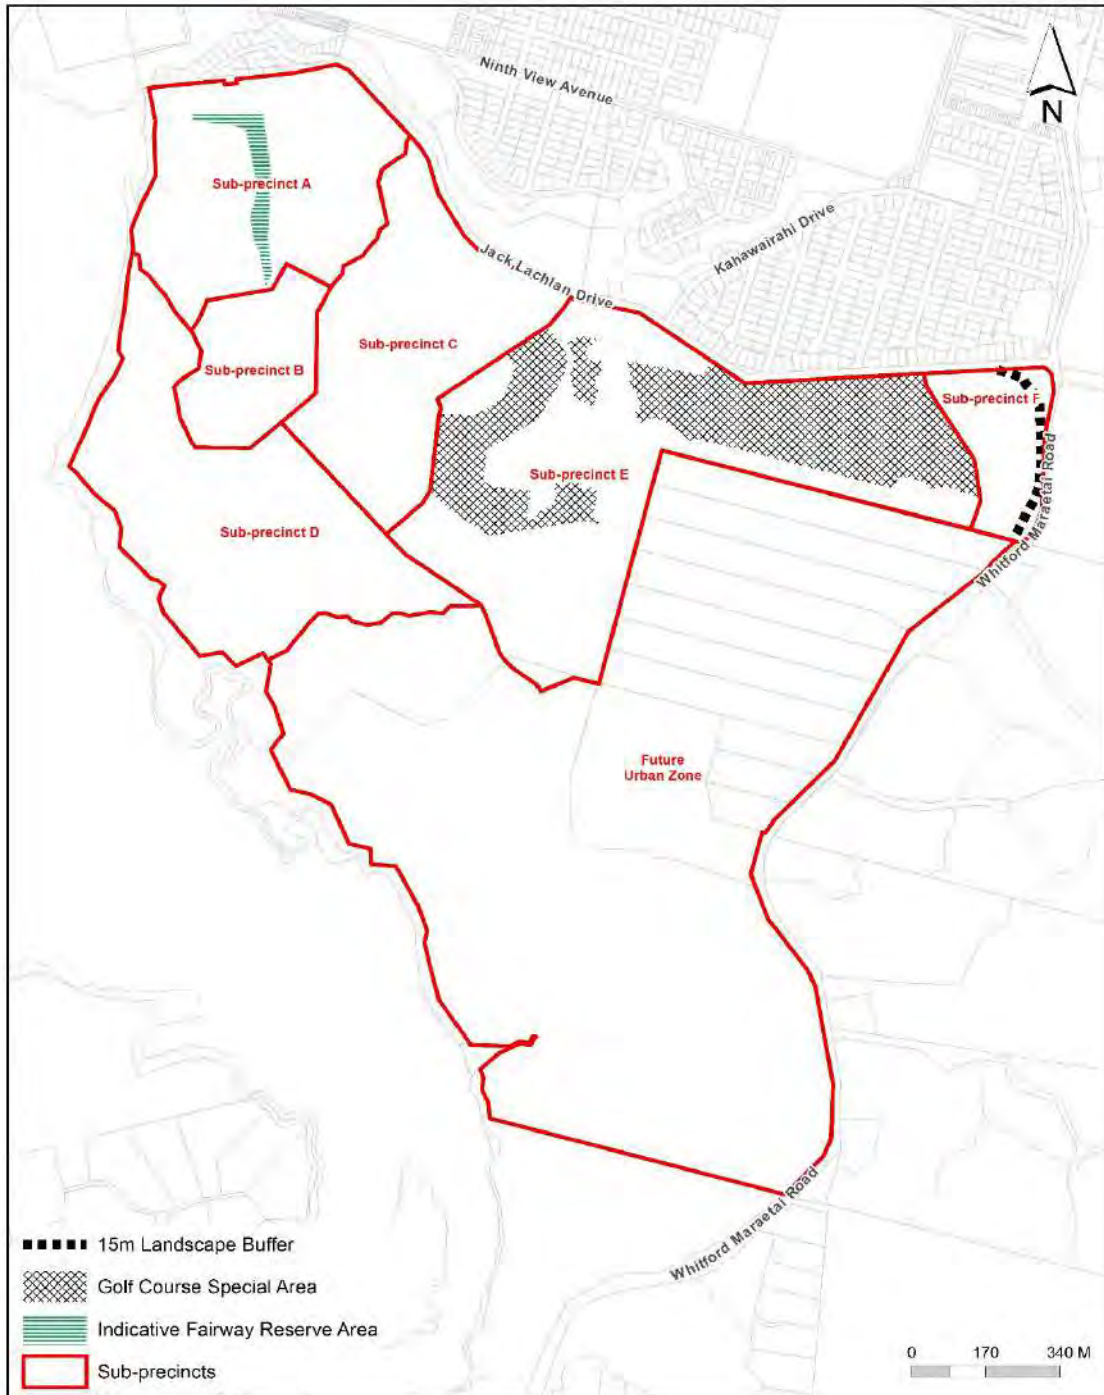 Ninth View Avenue
N
Sub-precinct A
Kahawairahi Drive
Jack Lachlan Drive
Sub-precinct C
Sub-precinct B
Sub-precinct F
Sub-precinct E
Whitford Maraetai Road
Sub-precinct D
Future
Urban Zone
Whitford Maraetai Road
15m Landscape Buffer
Golf Course Special Area
Indicative Fairway Reserve Area
Sub-precincts
0 170 340 M